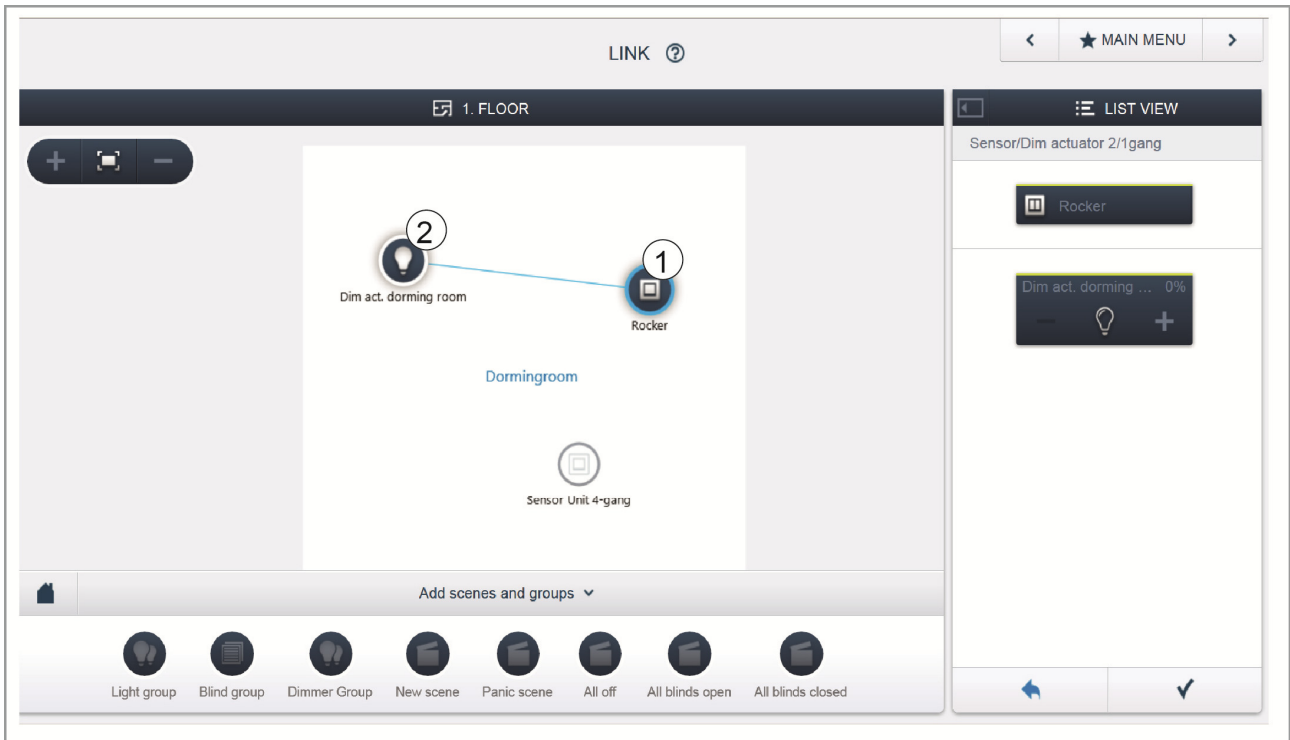 LINK ?
MAIN MENU
1. FLOOR
LIST VIEW
Sensor/Dim actuator 2/1gang
Rocker
Dim act. dorming ... 0%
2
1
Dim act. dorming room
Rocker
Dormingroom
Sensor Unit 4-gang
Add scenes and groups
Light group
Blind group
Dimmer Group
New scene
Panic scene
All off
All blinds open
All blinds closed